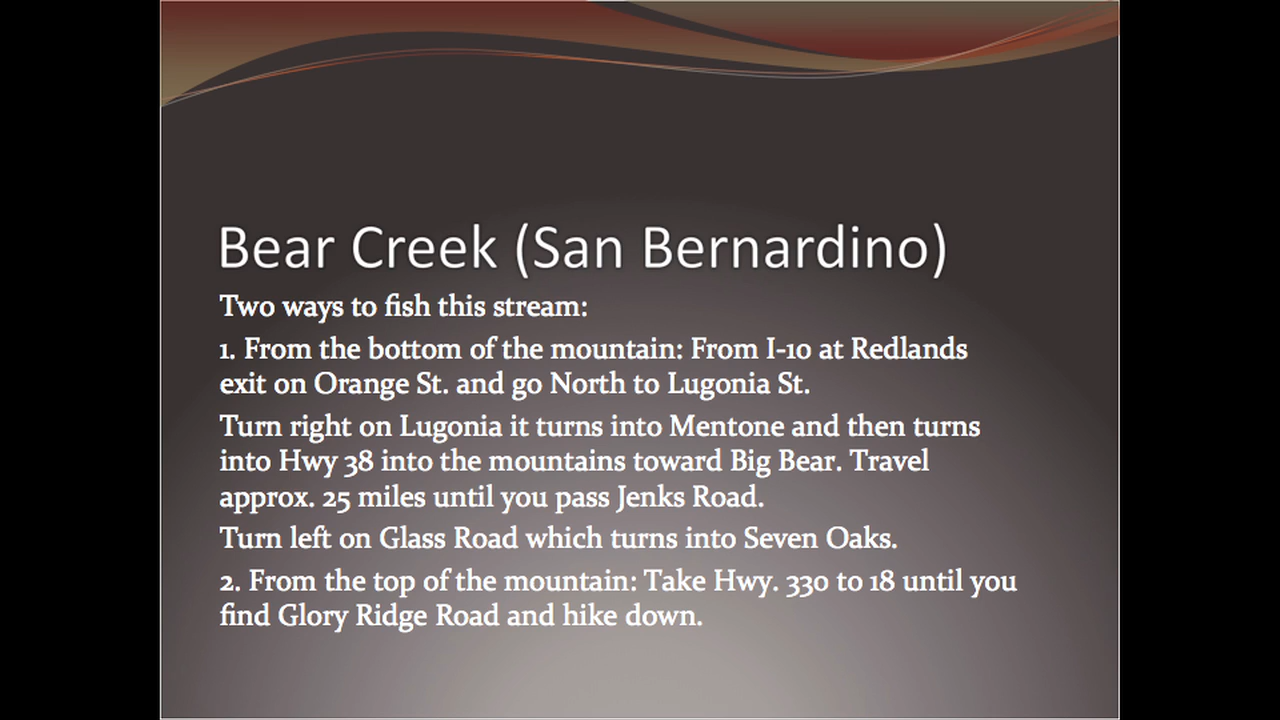 Bear Creek (San Bernardino)
Two ways to fish this stream:
1. From the bottom of the mountain: From I-10 at Redlands
exit on Orange St. and go North to Lugonia St.
Turn right on Lugonia it turns into Mentone and then turns
into Hwy 38 into the mountains toward Big Bear. Travel
approx. 25 miles until you pass Jenks Road.
Turn left on Glass Road which turns into Seven Oaks.
2. From the top of the mountain: Take Hwy. 330 to 18 until you
find Glory Ridge Road and hike down.